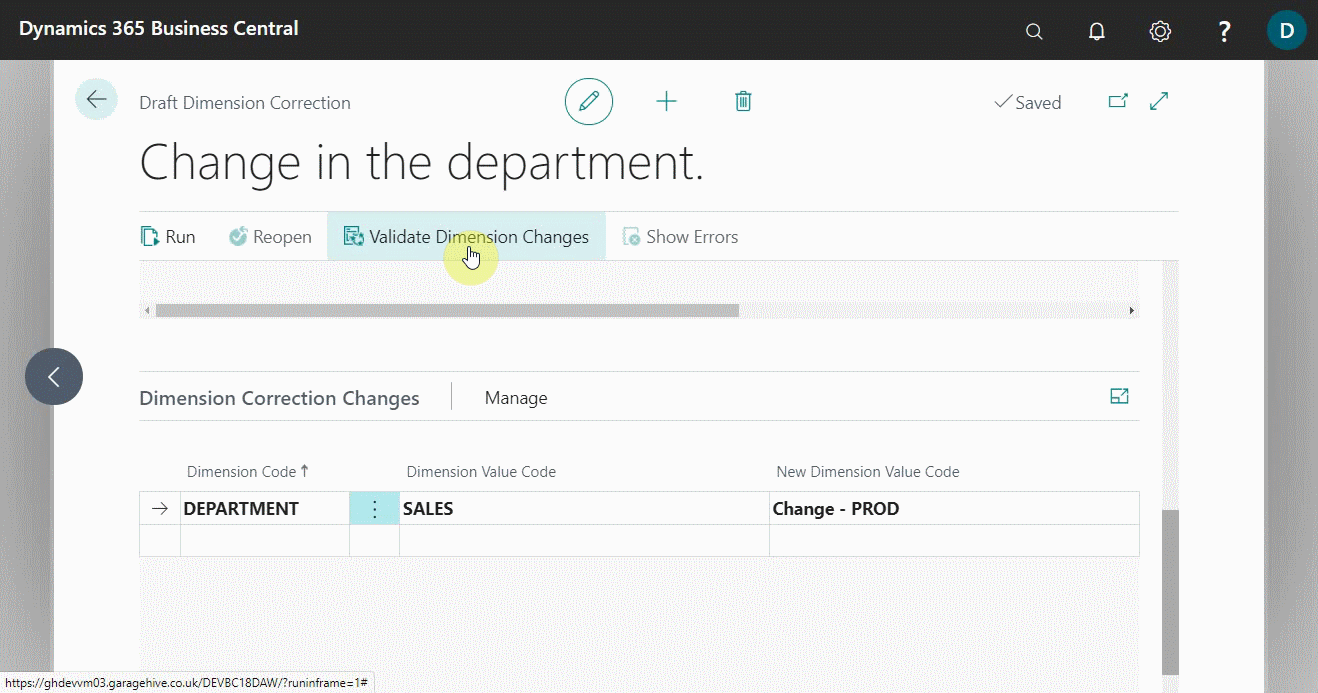 Dynamics 365 Business Central
?
D
Draft Dimension Correction
Saved
Change in the department.
Run
Reopen
Validate Dimension Changes
Show Errors
Dimension Correction Changes
Manage
Dimension Code ↑
Dimension Value Code
New Dimension Value Code
DEPARTMENT
SALES
Change - PROD
https://ghdevvm03.garagehive.co.uk/DEVBC18DAW/?runinframe=1#